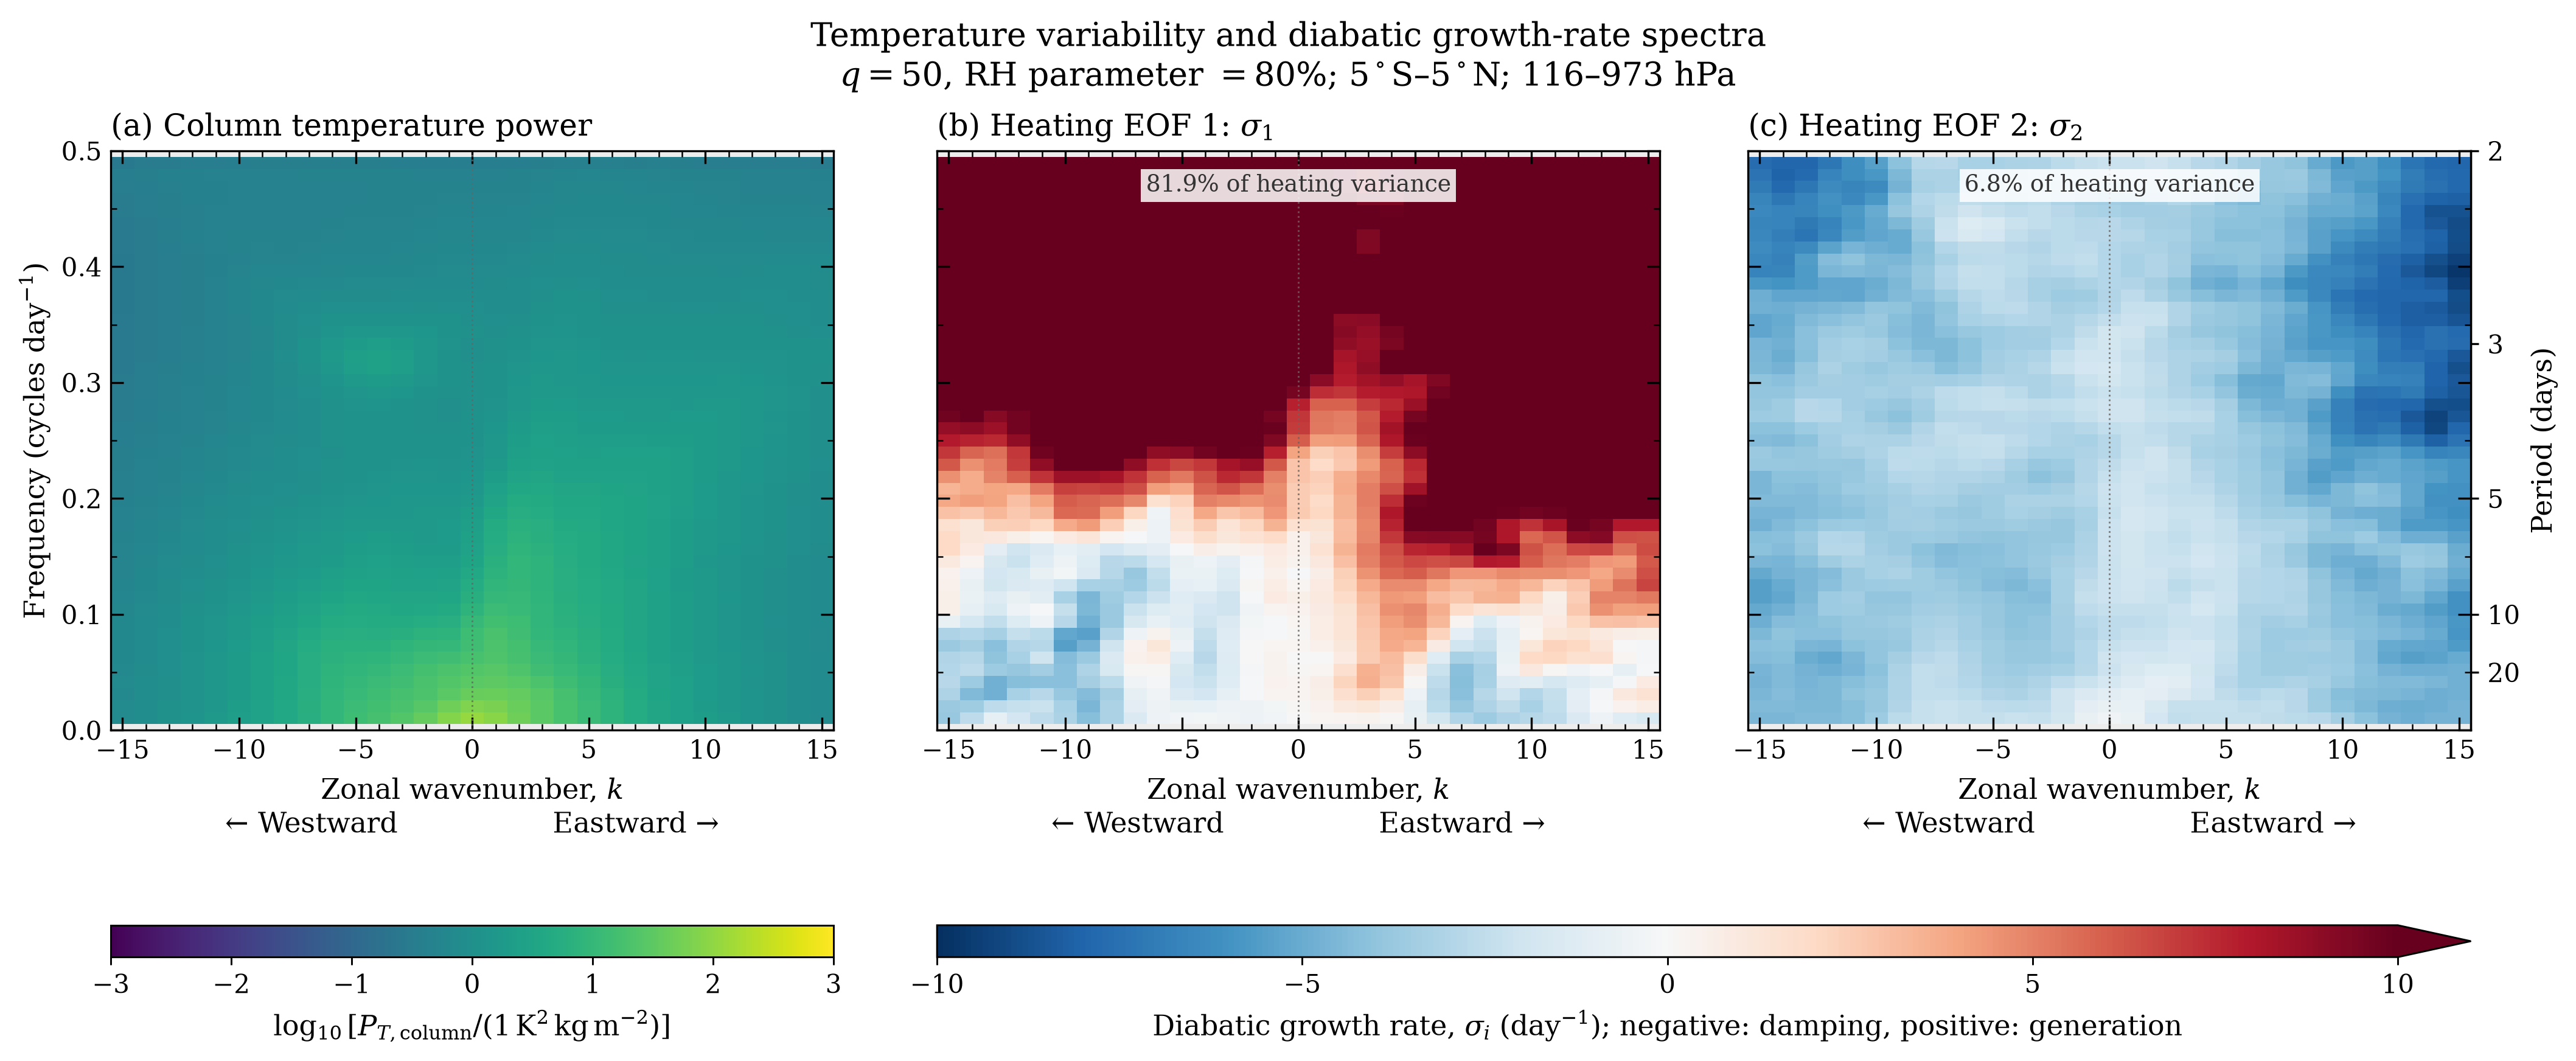 Temperature variability and diabatic growth-rate spectra
q = 50, RH parameter = 80%; 5°S–5°N; 116–973 hPa
(a) Column temperature power
(b) Heating EOF 1: σ₁
(c) Heating EOF 2: σ₂
81.9% of heating variance
6.8% of heating variance
Frequency (cycles day⁻¹)
0.5
0.4
0.3
0.2
0.1
0.0
−15 −10 −5 0 5 10 15
Zonal wavenumber, k
← Westward Eastward →
−15 −10 −5 0 5 10 15
Zonal wavenumber, k
← Westward Eastward →
−15 −10 −5 0 5 10 15
Zonal wavenumber, k
← Westward Eastward →
2
3
5
10
20
Period (days)
−3 −2 −1 0 1 2 3
log₁₀ [P_T, column/(1 K² kg m⁻²)]
−10 −5 0 5 10
Diabatic growth rate, σᵢ (day⁻¹); negative: damping, positive: generation